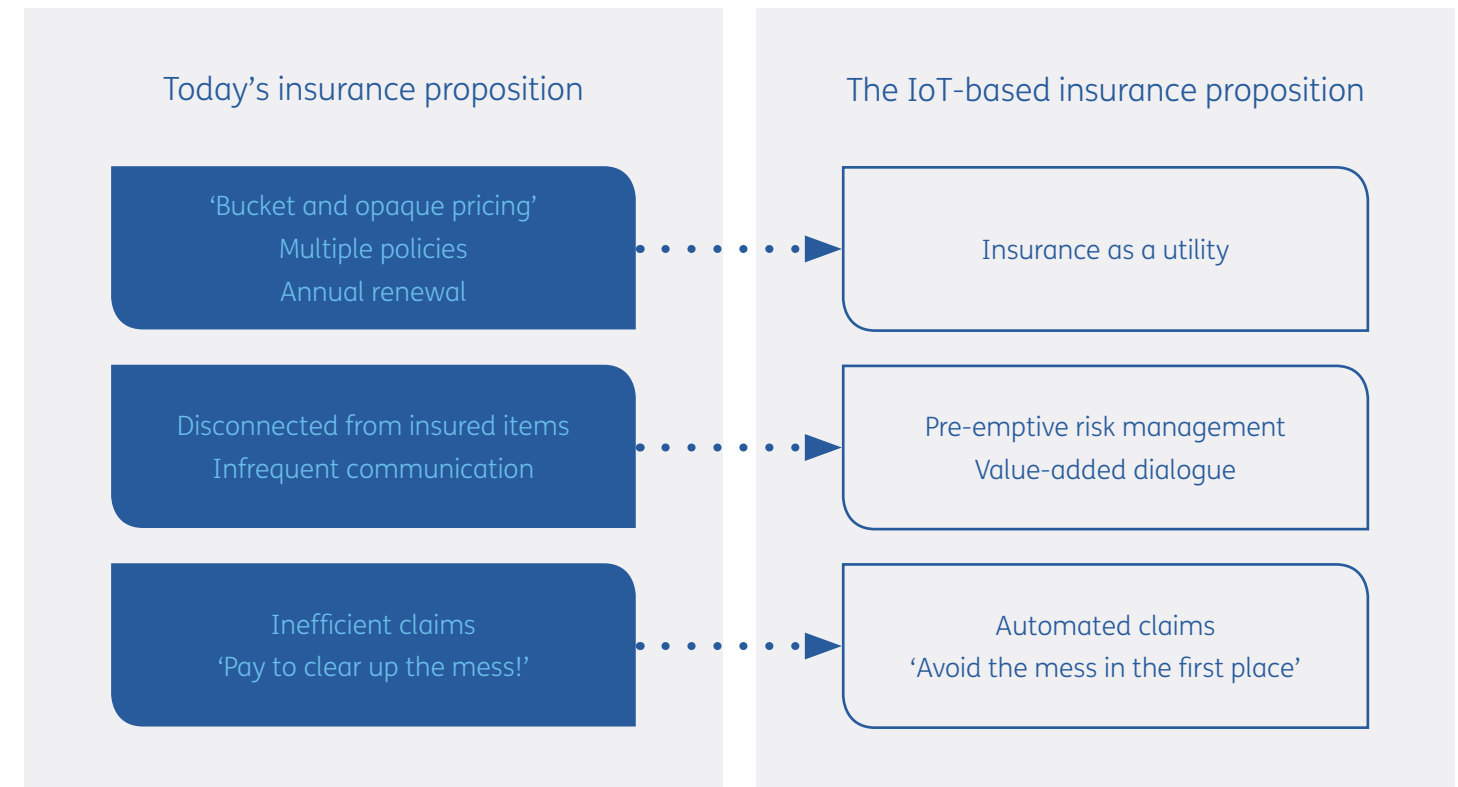 Today’s insurance proposition
‘Bucket and opaque pricing’
Multiple policies
Annual renewal
Disconnected from insured items
Infrequent communication
Inefficient claims
‘Pay to clear up the mess!’
The IoT-based insurance proposition
Insurance as a utility
Pre-emptive risk management
Value-added dialogue
Automated claims
‘Avoid the mess in the first place’